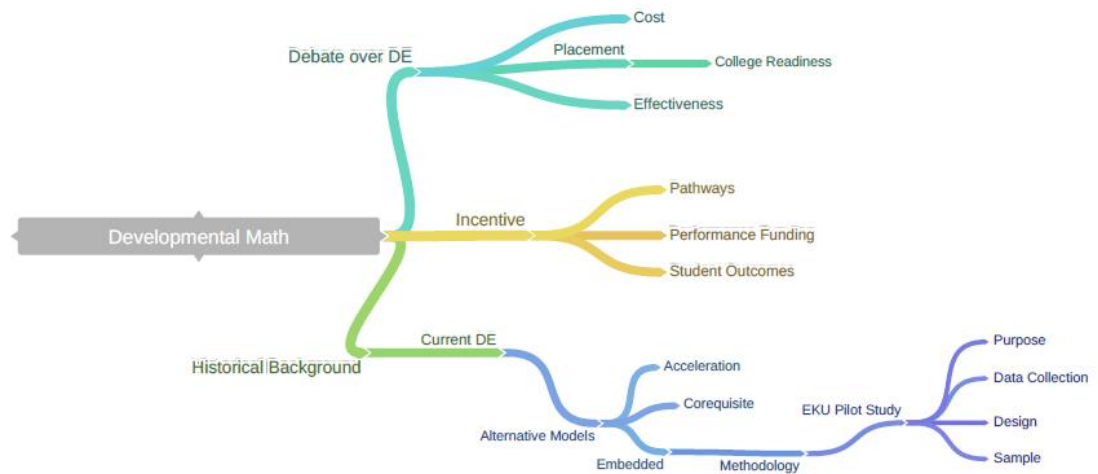 Cost
Debate over DE
Placement
College Readiness
Effectiveness
Pathways
Incentive
Developmental Math
Performance Funding
Student Outcomes
Current DE
Historical Background
Purpose
Acceleration
Data Collection
Corequisite
EKU Pilot Study
Design
Alternative Models
Embedded
Methodology
Sample